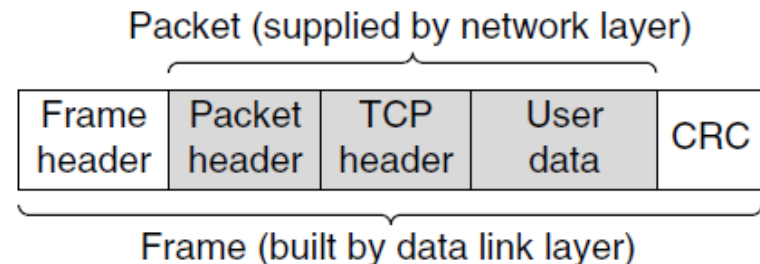 Packet (supplied by network layer)
Frame Packet TCP User CRC
header header header data
Frame (built by data link layer)